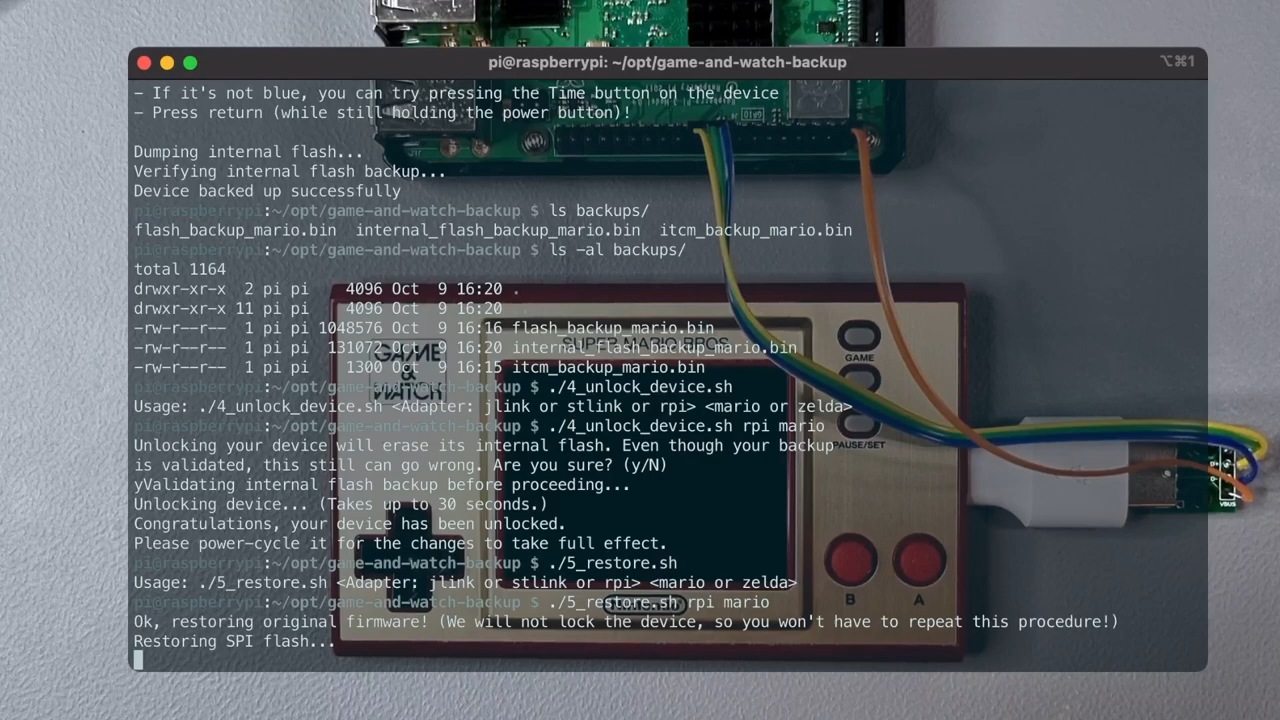 pi@raspberrypi: ~/opt/game-and-watch-backup
⌥⌘1
- If it's not blue, you can try pressing the Time button on the device
- Press return (while still holding the power button)!
Dumping internal flash...
Verifying internal flash backup...
Device backed up successfully
pi@raspberrypi:~/opt/game-and-watch-backup $ ls backups/
flash_backup_mario.bin  internal_flash_backup_mario.bin  itcm_backup_mario.bin
pi@raspberrypi:~/opt/game-and-watch-backup $ ls -al backups/
total 1164
drwxr-xr-x  2 pi pi    4096 Oct  9 16:20 .
drwxr-xr-x 11 pi pi    4096 Oct  9 16:20
-rw-r--r--  1 pi pi 1048576 Oct  9 16:16 flash_backup_mario.bin
-rw-r--r--  1 pi pi  131072 Oct  9 16:20 internal_flash_backup_mario.bin
-rw-r--r--  1 pi pi    1300 Oct  9 16:15 itcm_backup_mario.bin
pi@raspberrypi:~/opt/game-and-watch-backup $ ./4_unlock_device.sh
Usage: ./4_unlock_device.sh <Adapter: jlink or stlink or rpi> <mario or zelda>
pi@raspberrypi:~/opt/game-and-watch-backup $ ./4_unlock_device.sh rpi mario
Unlocking your device will erase its internal flash. Even though your backup
is validated, this still can go wrong. Are you sure? (y/N)
yValidating internal flash backup before proceeding...
Unlocking device... (Takes up to 30 seconds.)
Congratulations, your device has been unlocked.
Please power-cycle it for the changes to take full effect.
pi@raspberrypi:~/opt/game-and-watch-backup $ ./5_restore.sh
Usage: ./5_restore.sh <Adapter: jlink or stlink or rpi> <mario or zelda>
pi@raspberrypi:~/opt/game-and-watch-backup $ ./5_restore.sh rpi mario
Ok, restoring original firmware! (We will not lock the device, so you won't have to repeat this procedure!)
Restoring SPI flash...
GAME
&
WATCH
SUPER MARIO BROS.
GAME
PAUSE/SET
B
A
VBUS